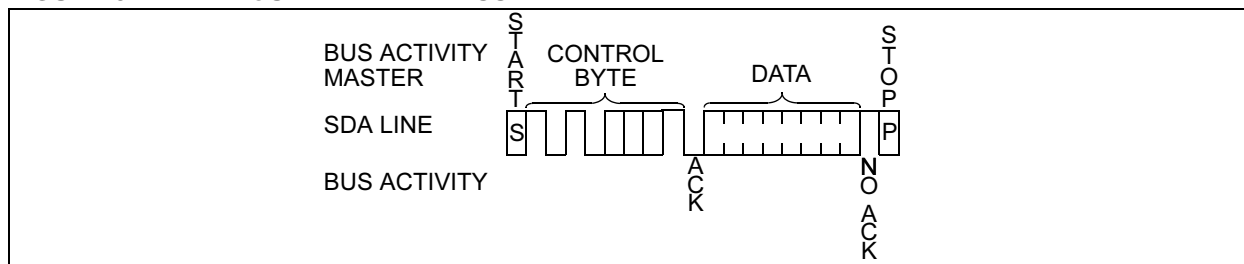 BUS ACTIVITY
MASTER
START
CONTROL
BYTE
DATA
STOP
SDA LINE
S
P
BUS ACTIVITY
ACK
NO ACK